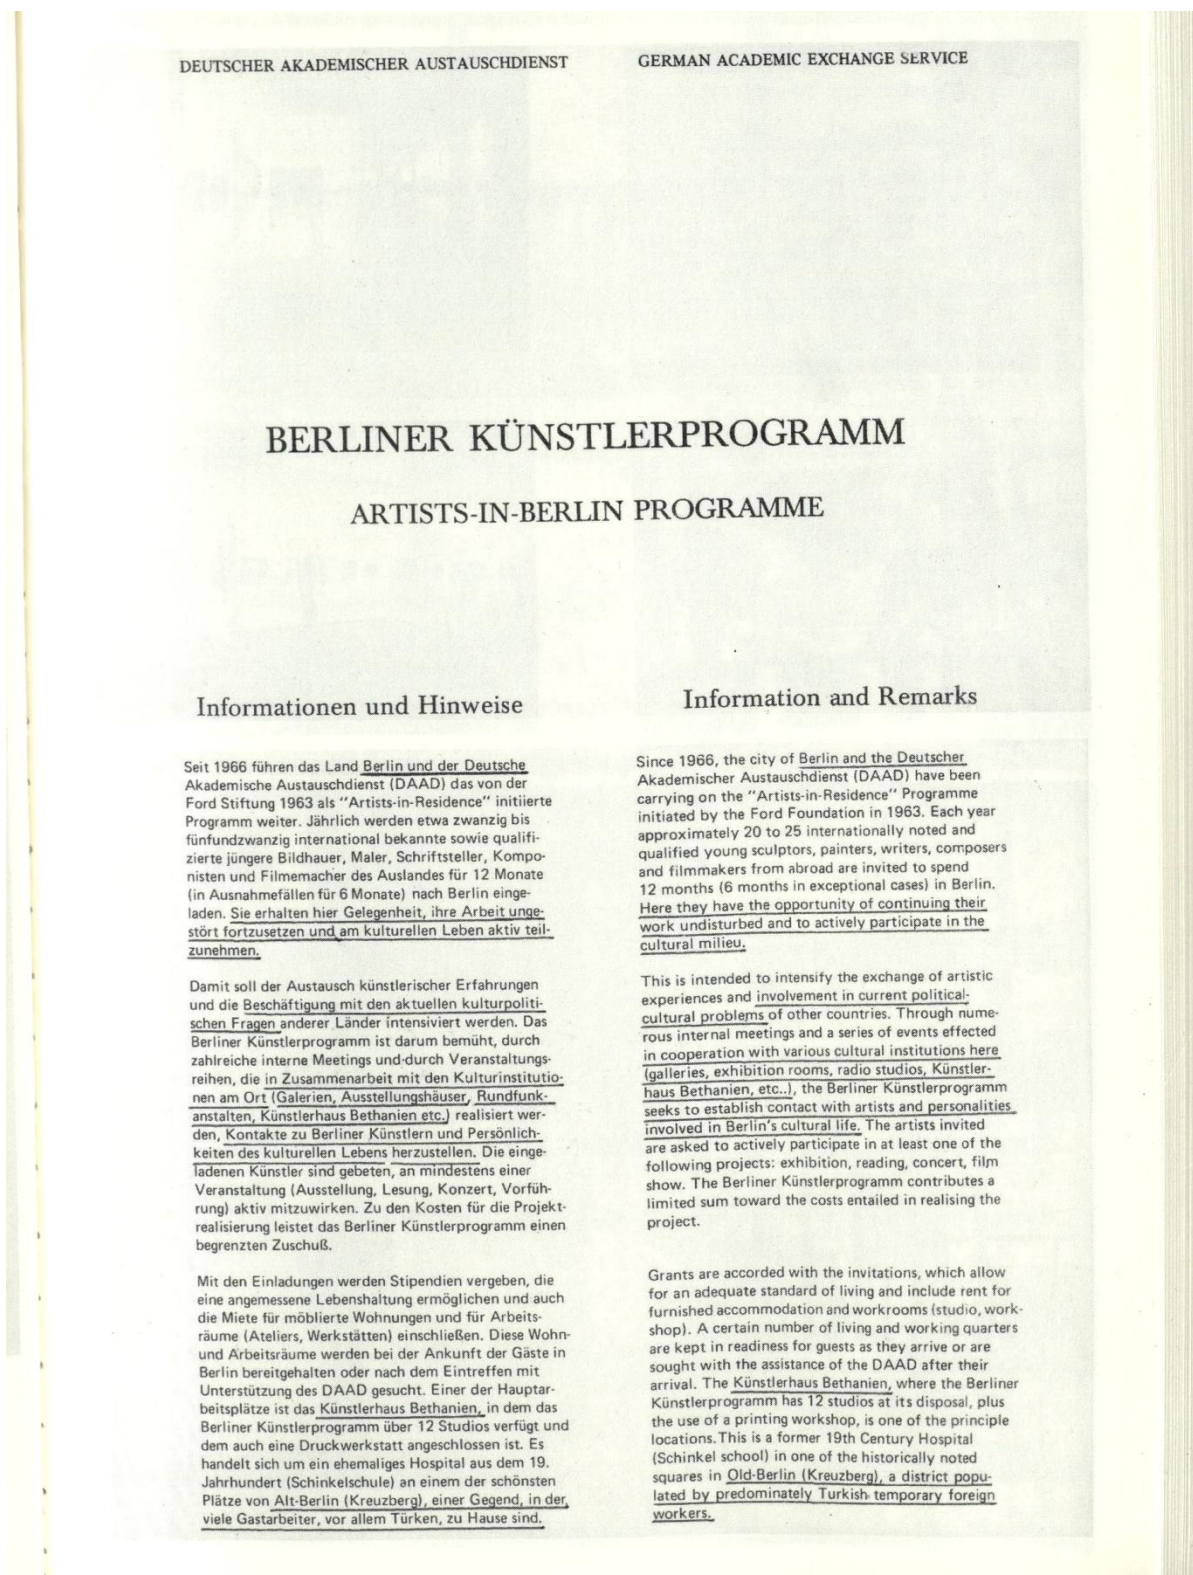 DEUTSCHER AKADEMISCHER AUSTAUSCHDIENST
GERMAN ACADEMIC EXCHANGE SERVICE
BERLINER KÜNSTLERPROGRAMM
ARTISTS-IN-BERLIN PROGRAMME
Informationen und Hinweise
Seit 1966 führen das Land Berlin und der Deutsche
Akademische Austauschdienst (DAAD) das von der
Ford Stiftung 1963 als "Artists-in-Residence" initiierte
Programm weiter. Jährlich werden etwa zwanzig bis
fünfundzwanzig international bekannte sowie qualifi-
zierte jüngere Bildhauer, Maler, Schriftsteller, Kompo-
nisten und Filmemacher des Auslandes für 12 Monate
(in Ausnahmefällen für 6 Monate) nach Berlin einge-
laden. Sie erhalten hier Gelegenheit, ihre Arbeit unge-
stört fortzusetzen und am kulturellen Leben aktiv teil-
zunehmen.
Damit soll der Austausch künstlerischer Erfahrungen
und die Beschäftigung mit den aktuellen kulturpoliti-
schen Fragen anderer Länder intensiviert werden. Das
Berliner Künstlerprogramm ist darum bemüht, durch
zahlreiche interne Meetings und durch Veranstaltungs-
reihen, die in Zusammenarbeit mit den Kulturinstitutio-
nen am Ort (Galerien, Ausstellungshäuser, Rundfunk-
anstalten, Künstlerhaus Bethanien etc.) realisiert wer-
den, Kontakte zu Berliner Künstlern und Persönlich-
keiten des kulturellen Lebens herzustellen. Die einge-
ladenen Künstler sind gebeten, an mindestens einer
Veranstaltung (Ausstellung, Lesung, Konzert, Vorfüh-
rung) aktiv mitzuwirken. Zu den Kosten für die Projekt-
realisierung leistet das Berliner Künstlerprogramm einen
begrenzten Zuschuß.
Mit den Einladungen werden Stipendien vergeben, die
eine angemessene Lebenshaltung ermöglichen und auch
die Miete für möblierte Wohnungen und für Arbeits-
räume (Ateliers, Werkstätten) einschließen. Diese Wohn-
und Arbeitsräume werden bei der Ankunft der Gäste in
Berlin bereitgehalten oder nach dem Eintreffen mit
Unterstützung des DAAD gesucht. Einer der Hauptar-
beitsplätze ist das Künstlerhaus Bethanien, in dem das
Berliner Künstlerprogramm über 12 Studios verfügt und
dem auch eine Druckwerkstatt angeschlossen ist. Es
handelt sich um ein ehemaliges Hospital aus dem 19.
Jahrhundert (Schinkelschule) an einem der schönsten
Plätze von Alt-Berlin (Kreuzberg), einer Gegend, in der
viele Gastarbeiter, vor allem Türken, zu Hause sind.
Information and Remarks
Since 1966, the city of Berlin and the Deutscher
Akademischer Austauschdienst (DAAD) have been
carrying on the "Artists-in-Residence" Programme
initiated by the Ford Foundation in 1963. Each year
approximately 20 to 25 internationally noted and
qualified young sculptors, painters, writers, composers
and filmmakers from abroad are invited to spend
12 months (6 months in exceptional cases) in Berlin.
Here they have the opportunity of continuing their
work undisturbed and to actively participate in the
cultural milieu.
This is intended to intensify the exchange of artistic
experiences and involvement in current political-
cultural problems of other countries. Through nume-
rous internal meetings and a series of events effected
in cooperation with various cultural institutions here
(galleries, exhibition rooms, radio studios, Künstler-
haus Bethanien, etc..), the Berliner Künstlerprogramm
seeks to establish contact with artists and personalities
involved in Berlin's cultural life. The artists invited
are asked to actively participate in at least one of the
following projects: exhibition, reading, concert, film
show. The Berliner Künstlerprogramm contributes a
limited sum toward the costs entailed in realising the
project.
Grants are accorded with the invitations, which allow
for an adequate standard of living and include rent for
furnished accommodation and workrooms (studio, work-
shop). A certain number of living and working quarters
are kept in readiness for guests as they arrive or are
sought with the assistance of the DAAD after their
arrival. The Künstlerhaus Bethanien, where the Berliner
Künstlerprogramm has 12 studios at its disposal, plus
the use of a printing workshop, is one of the principle
locations. This is a former 19th Century Hospital
(Schinkel school) in one of the historically noted
squares in Old-Berlin (Kreuzberg), a district popu-
lated by predominately Turkish temporary foreign
workers.